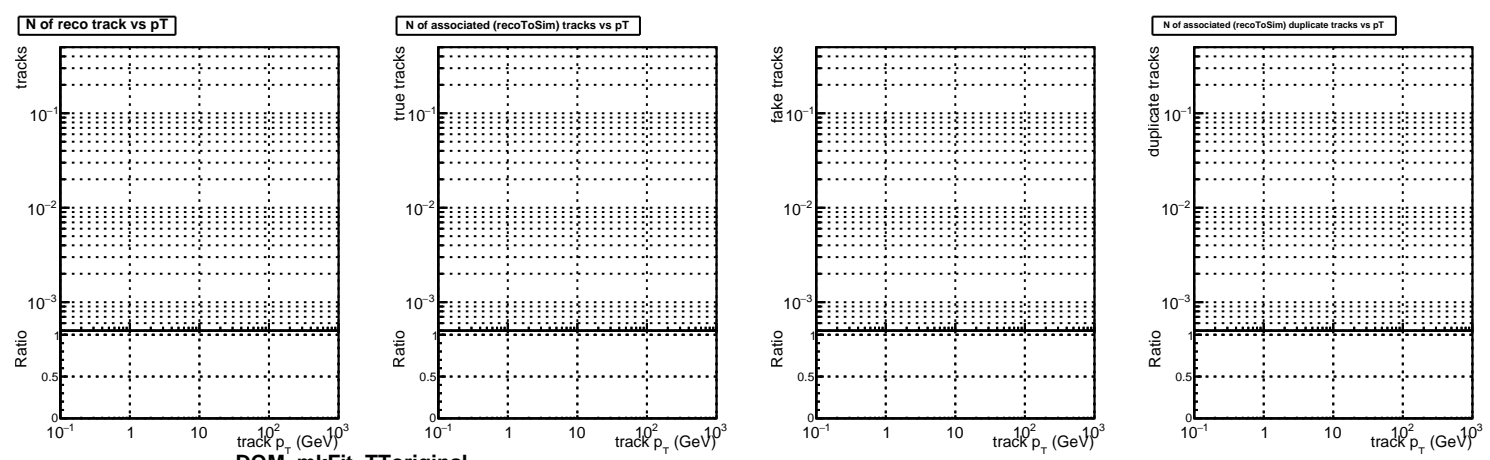 N of reco track vs pT
N of associated (recoToSim) tracks vs pT
N of associated (recoToSim) duplicate tracks vs pT
tracks
10⁻¹
10⁻²
10⁻³
Ratio
1
0.5
0
10⁻¹ 1 10 10² 10³
track p_T (GeV)
true tracks
10⁻¹
10⁻²
10⁻³
Ratio
1
0.5
0
10⁻¹ 1 10 10² 10³
track p_T (GeV)
fake tracks
10⁻¹
10⁻²
10⁻³
Ratio
1
0.5
0
10⁻¹ 1 10 10² 10³
track p_T (GeV)
duplicate tracks
10⁻¹
10⁻²
10⁻³
Ratio
1
0.5
0
10⁻¹ 1 10 10² 10³
track p_T (GeV)